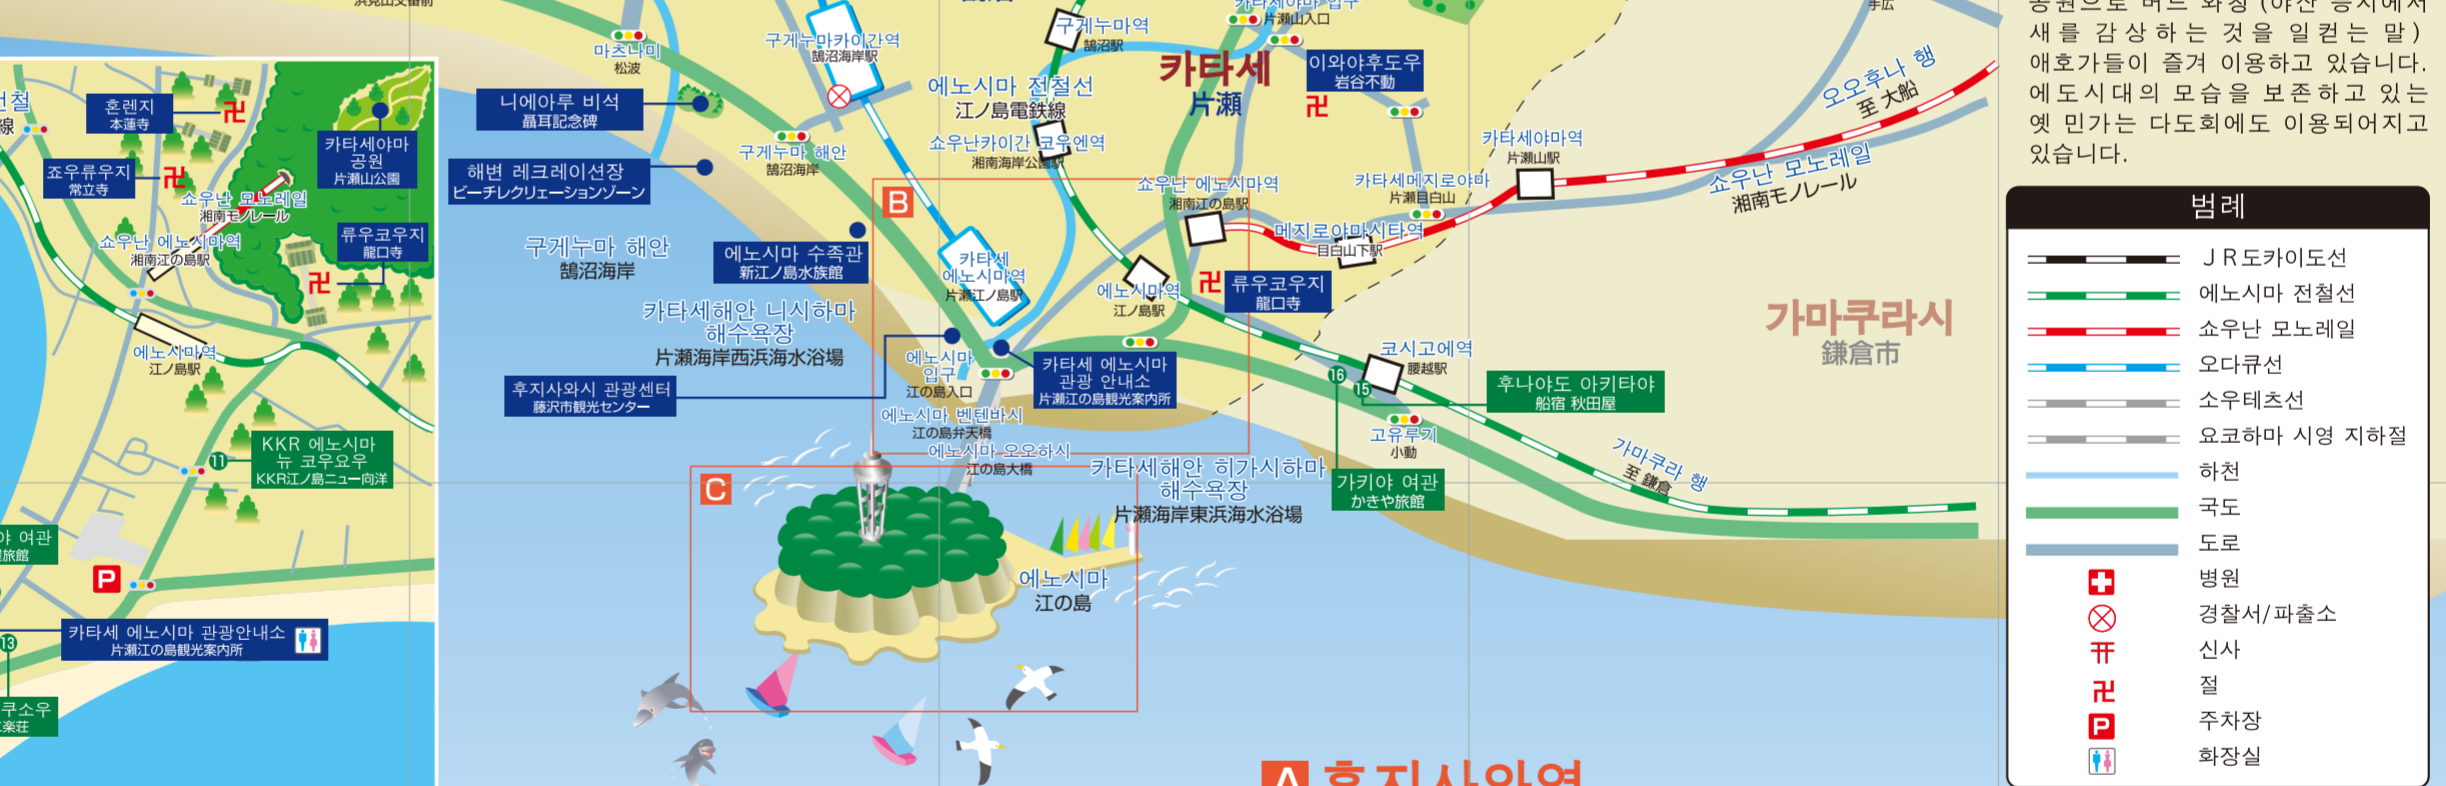 마츠나미
松波
구게누마카이간역
鵠沼海岸駅
구게누마역
鵠沼駅
片瀬山入口
카타세
片瀬
이와야후도우
岩谷不動
에노시마 전철선
江ノ島電鉄線
쇼우난카이간 코우엔역
湘南海岸公園駅
니에아루 비석
聶耳記念碑
구게누마 해안
鵠沼海岸
해변 레크레이션장
ビーチレクリェーションゾーン
카타세야마역
片瀬山駅
오오후나 행
至 大船
쇼우난 모노레일
湘南モノレール
카타세메지로야마
片瀬目白山
쇼우난 에노시마역
湘南江の島駅
메지로야마시타역
目白山下駅
B
에노시마 수족관
新江ノ島水族館
구게누마 해안
鵠沼海岸
카타세
에노시마역
片瀬江ノ島駅
에노시마역
江ノ島駅
류우코우지
龍口寺
카타세해안 니시하마
해수욕장
片瀬海岸西浜海水浴場
가마쿠라시
鎌倉市
에노시마
입구
江の島入口
카타세 에노시마
관광 안내소
片瀬江の島観光案内所
후지사와시 관광센터
藤沢市観光センター
코시고에역
腰越駅
16
15
후나야도 아키타야
船宿 秋田屋
에노시마 벤텐바시
江の島弁天橋
에노시마 오오하시
江の島大橋
고유루기
小動
가마쿠라 행
至 鎌倉
카타세해안 히가시하마
해수욕장
片瀬海岸東浜海水浴場
가키야 여관
かきや旅館
C
에노시마
江の島
혼렌지
本蓮寺
카타세야마
공원
片瀬山公園
죠우류우지
常立寺
쇼우난 모노레일
湘南モノレール
쇼우난 에노시마역
湘南江の島駅
류우코우지
龍口寺
에노시마역
江ノ島駅
11
KKR 에노시마
뉴 코우요우
KKR江ノ島ニュー向洋
여관
旅館
P
카타세 에노시마 관광안내소
片瀬江の島観光案内所
13
쿠소우
楽荘
새를 감상하는 것을 일컫는 말)
애호가들이 즐겨 이용하고 있습니다.
에도시대의 모습을 보존하고 있는
옛 민가는 다도회에도 이용되어지고
있습니다.
범례
JR도카이도선
에노시마 전철선
쇼우난 모노레일
오다큐선
소우테츠선
요코하마 시영 지하절
하천
국도
도로
병원
경찰서/파출소
신사
절
P 주차장
화장실
A